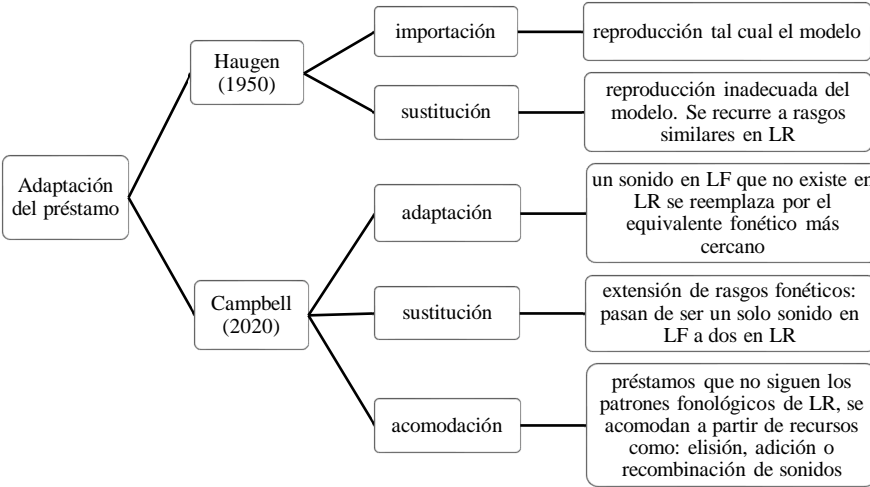 Adaptación
del préstamo
Haugen
(1950)
importación
reproducción tal cual el modelo
sustitución
reproducción inadecuada del
modelo. Se recurre a rasgos
similares en LR
Campbell
(2020)
adaptación
un sonido en LF que no existe en
LR se reemplaza por el
equivalente fonético más
cercano
sustitución
extensión de rasgos fonéticos:
pasan de ser un solo sonido en
LF a dos en LR
acomodación
préstamos que no siguen los
patrones fonológicos de LR, se
acomodan a partir de recursos
como: elisión, adición o
recombinación de sonidos